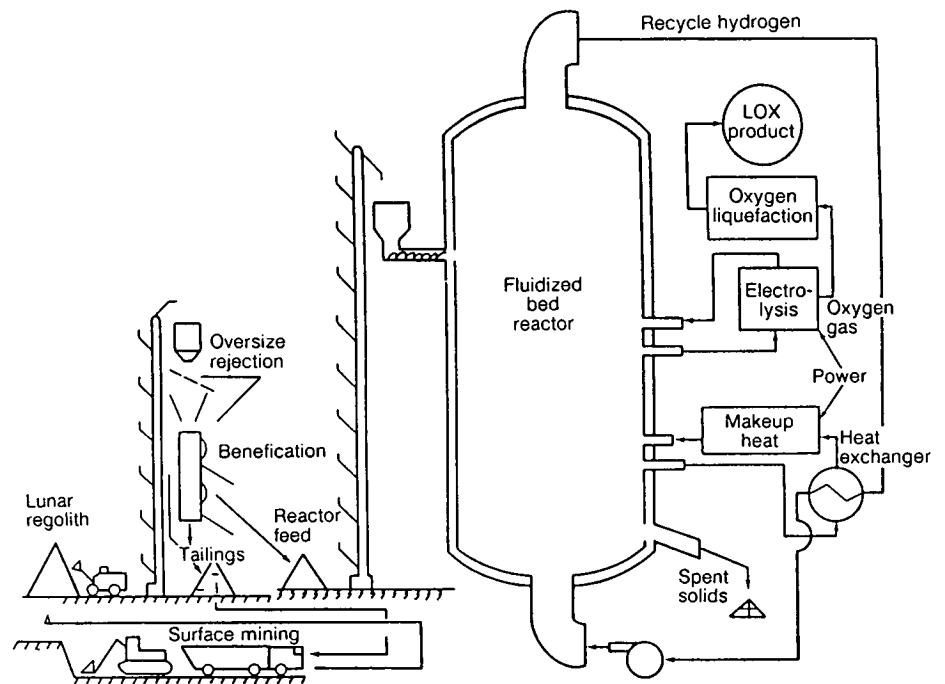 Recycle hydrogen
LOX
product
Oxygen
liquefaction
Fluidized
bed
reactor
Electro-
lysis
Oxygen
gas
Oversize
rejection
Power
Makeup
heat
Heat
exchanger
Benefication
Lunar
regolith
Reactor
feed
Tailings
Spent
solids
Surface mining